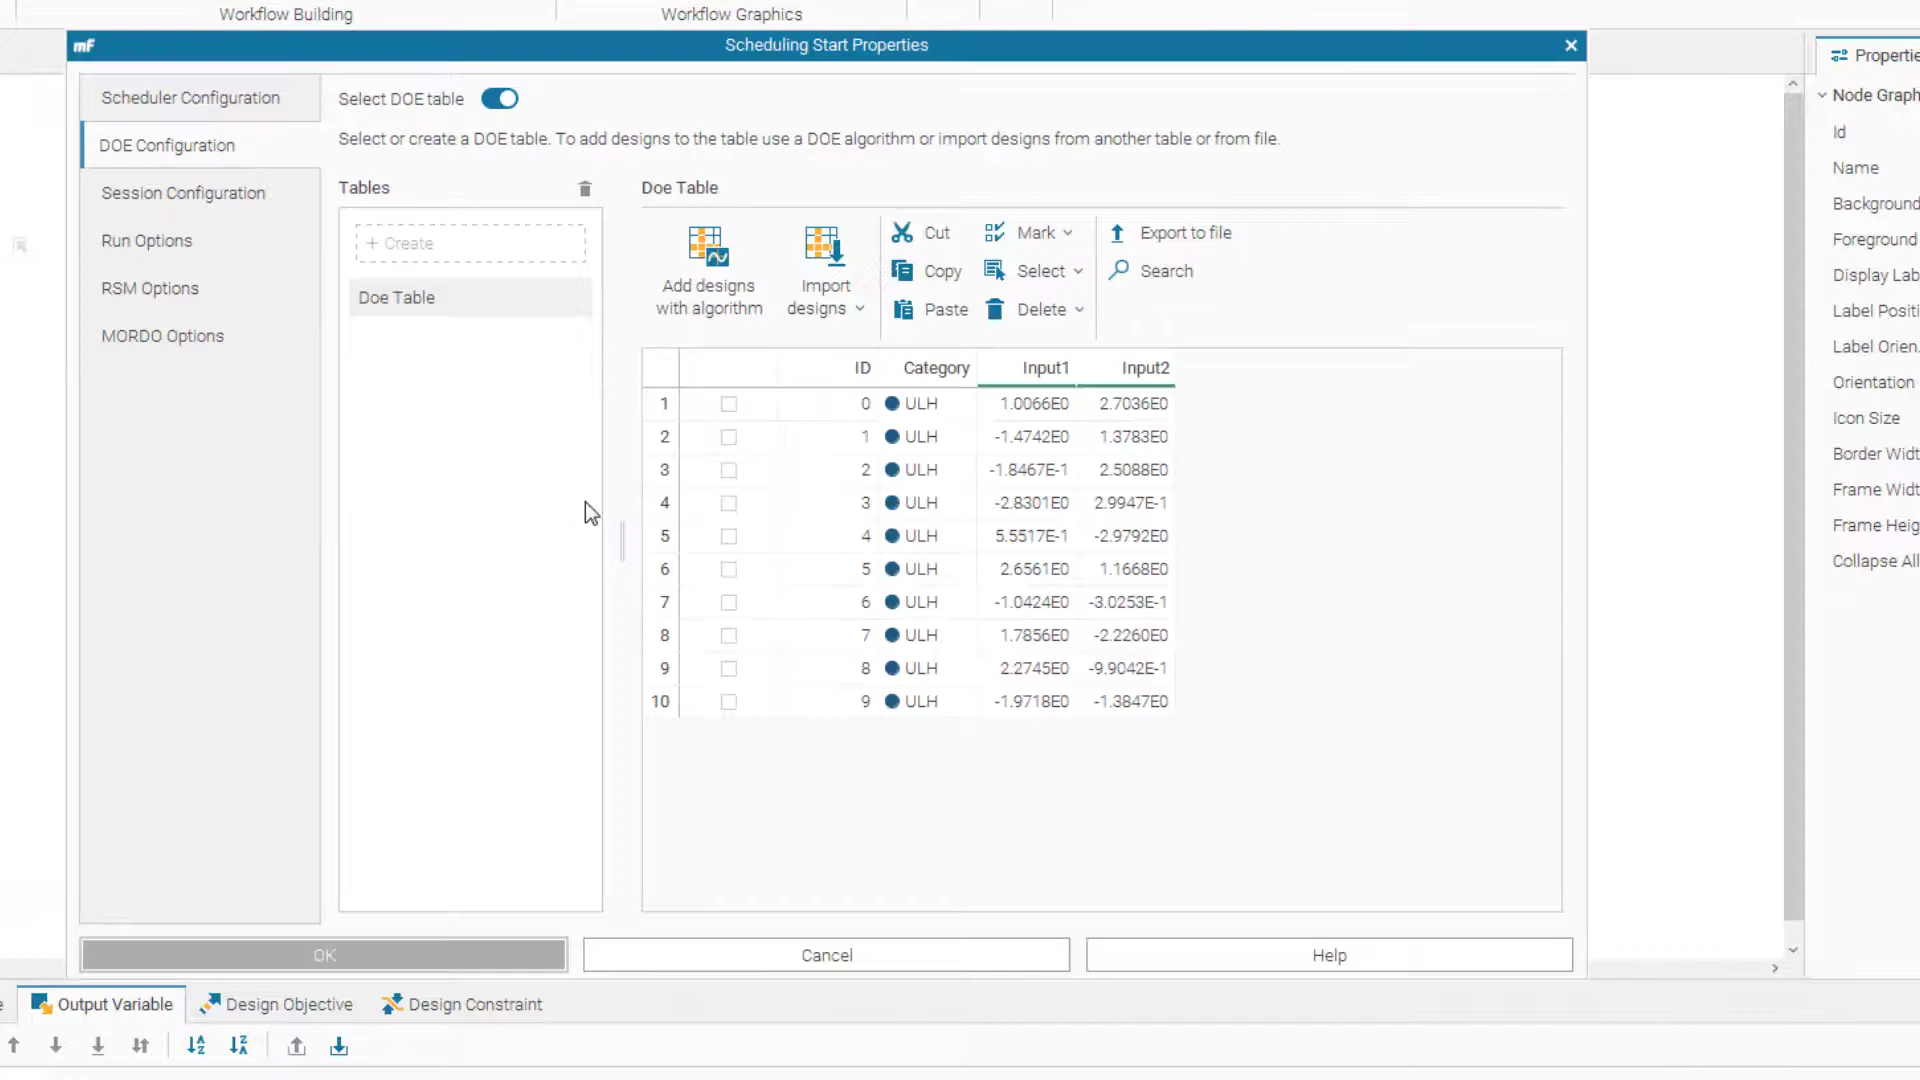 Workflow Building
Workflow Graphics
mF
Scheduling Start Properties
Scheduler Configuration
DOE Configuration
Session Configuration
Run Options
RSM Options
MORDO Options
Select DOE table
Select or create a DOE table. To add designs to the table use a DOE algorithm or import designs from another table or from file.
Tables
+ Create
Doe Table
Doe Table
Add designs
with algorithm
Import
designs
Cut
Copy
Paste
Mark
Select
Delete
Export to file
Search
ID Category Input1 Input2
1 0 ULH 1.0066E0 2.7036E0
2 1 ULH -1.4742E0 1.3783E0
3 2 ULH -1.8467E-1 2.5088E0
4 3 ULH -2.8301E0 2.9947E-1
5 4 ULH 5.5517E-1 -2.9792E0
6 5 ULH 2.6561E0 1.1668E0
7 6 ULH -1.0424E0 -3.0253E-1
8 7 ULH 1.7856E0 -2.2260E0
9 8 ULH 2.2745E0 -9.9042E-1
10 9 ULH -1.9718E0 -1.3847E0
OK
Cancel
Help
Propertie
Node Graph
Id
Name
Background
Foreground
Display Lab
Label Positi
Label Orien.
Orientation
Icon Size
Border Widt
Frame Widt
Frame Heig
Collapse All
Output Variable
Design Objective
Design Constraint